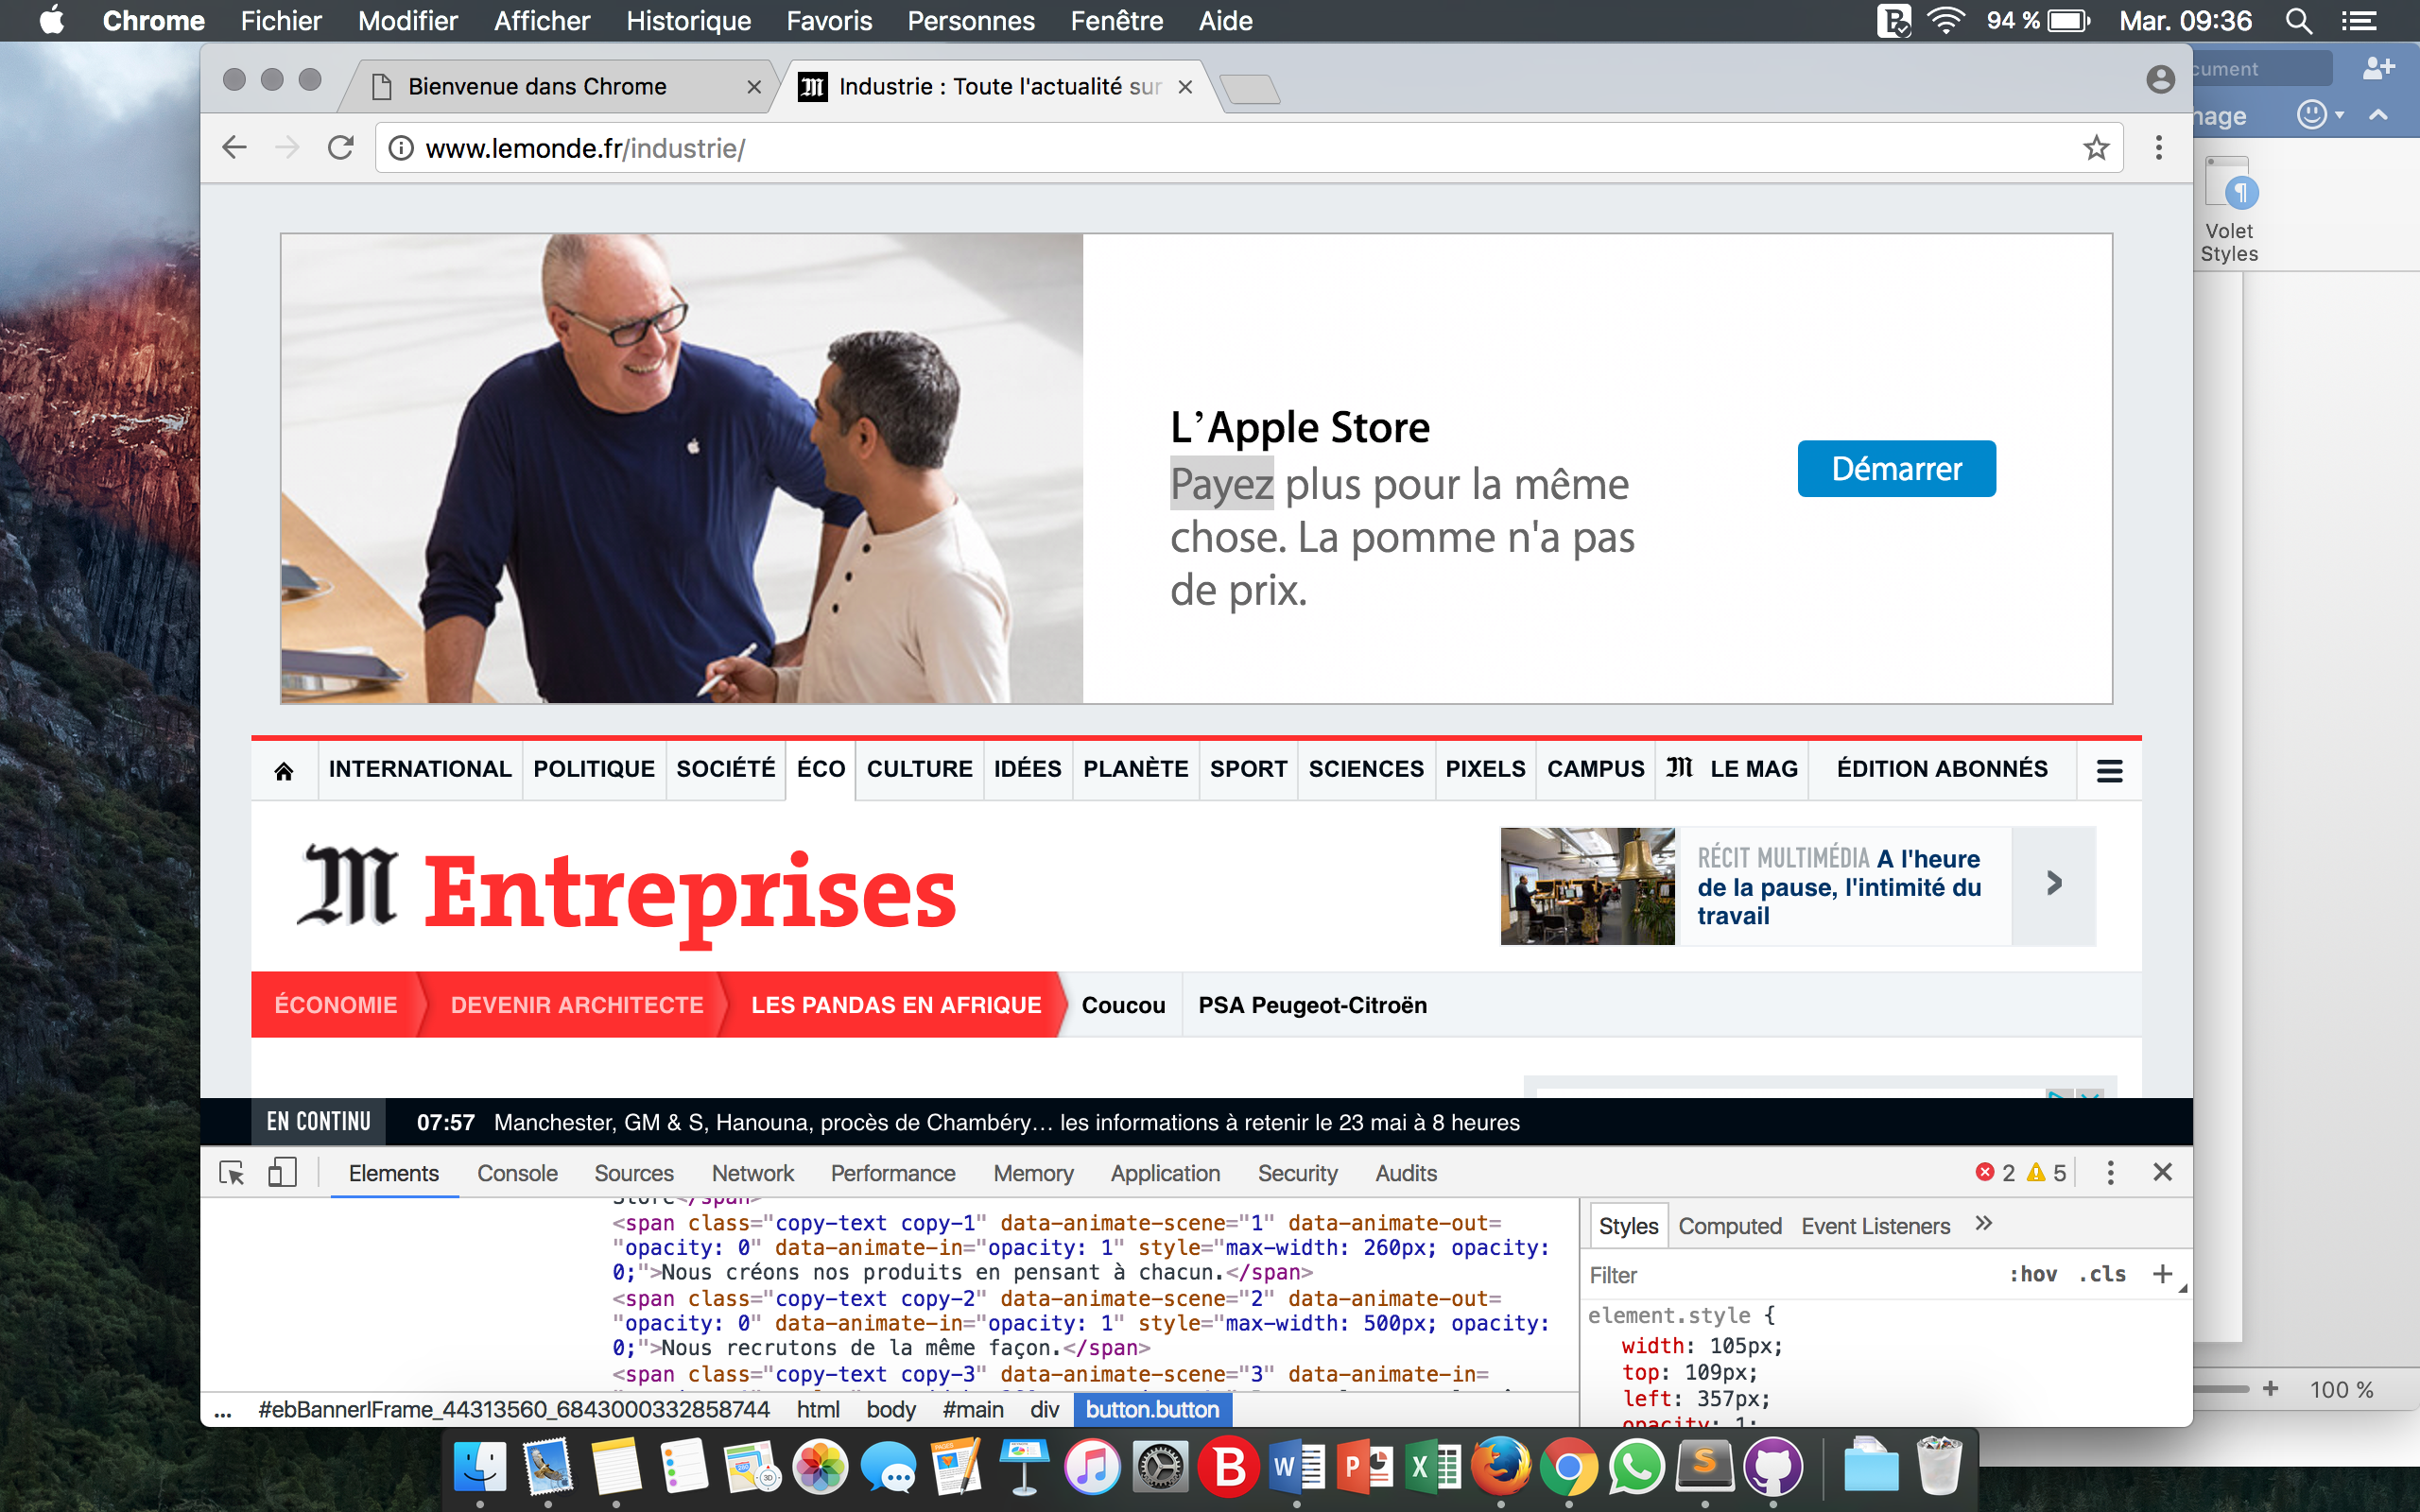 Chrome Fichier Modifier Afficher Historique Favoris Personnes Fenêtre Aide 94 % Mar. 09:36
Bienvenue dans Chrome
Industrie : Toute l'actualité sur
cument
www.lemonde.fr/industrie/
nage
Volet
Styles
L’Apple Store
Payez plus pour la même
chose. La pomme n'a pas
de prix.
Démarrer
INTERNATIONAL POLITIQUE SOCIÉTÉ ÉCO CULTURE IDÉES PLANÈTE SPORT SCIENCES PIXELS CAMPUS M LE MAG ÉDITION ABONNÉS
M Entreprises
RÉCIT MULTIMÉDIA A l'heure
de la pause, l'intimité du
travail
ÉCONOMIE DEVENIR ARCHITECTE LES PANDAS EN AFRIQUE Coucou PSA Peugeot-Citroën
EN CONTINU 07:57 Manchester, GM & S, Hanouna, procès de Chambéry… les informations à retenir le 23 mai à 8 heures
Elements Console Sources Network Performance Memory Application Security Audits 2 5
Store</span>
<span class="copy-text copy-1" data-animate-scene="1" data-animate-out=
"opacity: 0" data-animate-in="opacity: 1" style="max-width: 260px; opacity:
0;">Nous créons nos produits en pensant à chacun.</span>
<span class="copy-text copy-2" data-animate-scene="2" data-animate-out=
"opacity: 0" data-animate-in="opacity: 1" style="max-width: 500px; opacity:
0;">Nous recrutons de la même façon.</span>
<span class="copy-text copy-3" data-animate-scene="3" data-animate-in=
... #ebBannerIFrame_44313560_6843000332858744 html body #main div button.button
Styles Computed Event Listeners »
Filter :hov .cls +
element.style {
width: 105px;
top: 109px;
left: 357px;
opacity: 1;
100 %